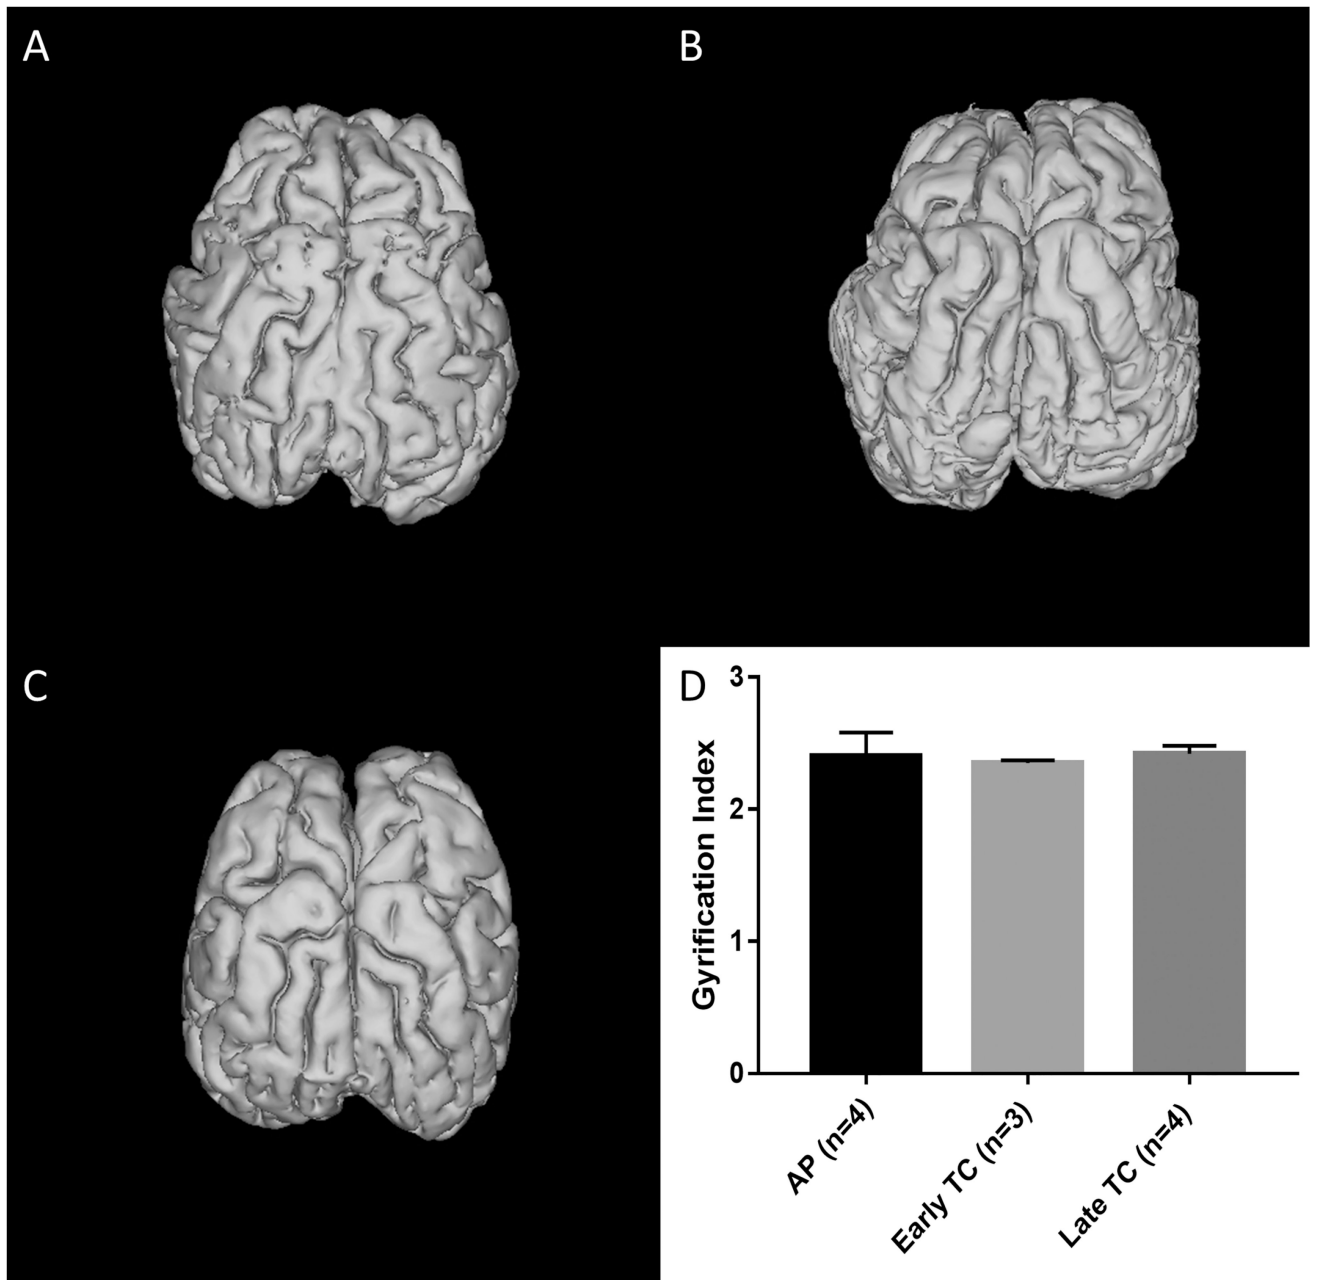 A
B
C
D
3
2
1
0
Gyrification Index
AP (n=4)
Early TC (n=3)
Late TC (n=4)